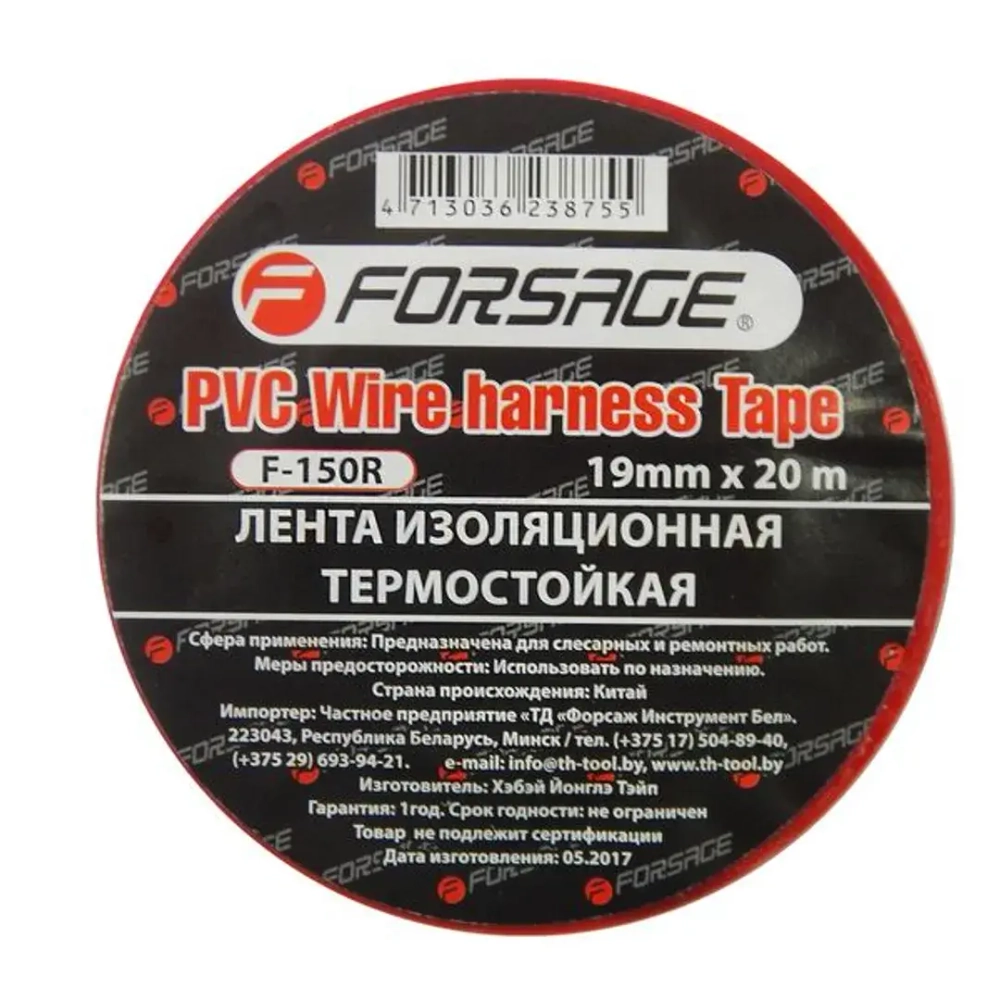 4 713036 238755
FORSAGE®
PVC Wire harness Tape
F-150R 19mm x 20 m
ЛЕНТА ИЗОЛЯЦИОННАЯ
ТЕРМОСТОЙКАЯ
Сфера применения: Предназначена для слесарных и ремонтных работ.
Меры предосторожности: Использовать по назначению.
Страна происхождения: Китай
Импортер: Частное предприятие «ТД «Форсаж Инструмент Бел».
223043, Республика Беларусь, Минск / тел. (+375 17) 504-89-40,
(+375 29) 693-94-21. e-mail: info@th-tool.by, www.th-tool.by
Изготовитель: Хэбэй Йонглэ Тэйп
Гарантия: 1год. Срок годности: не ограничен
Товар не подлежит сертификации
Дата изготовления: 05.2017